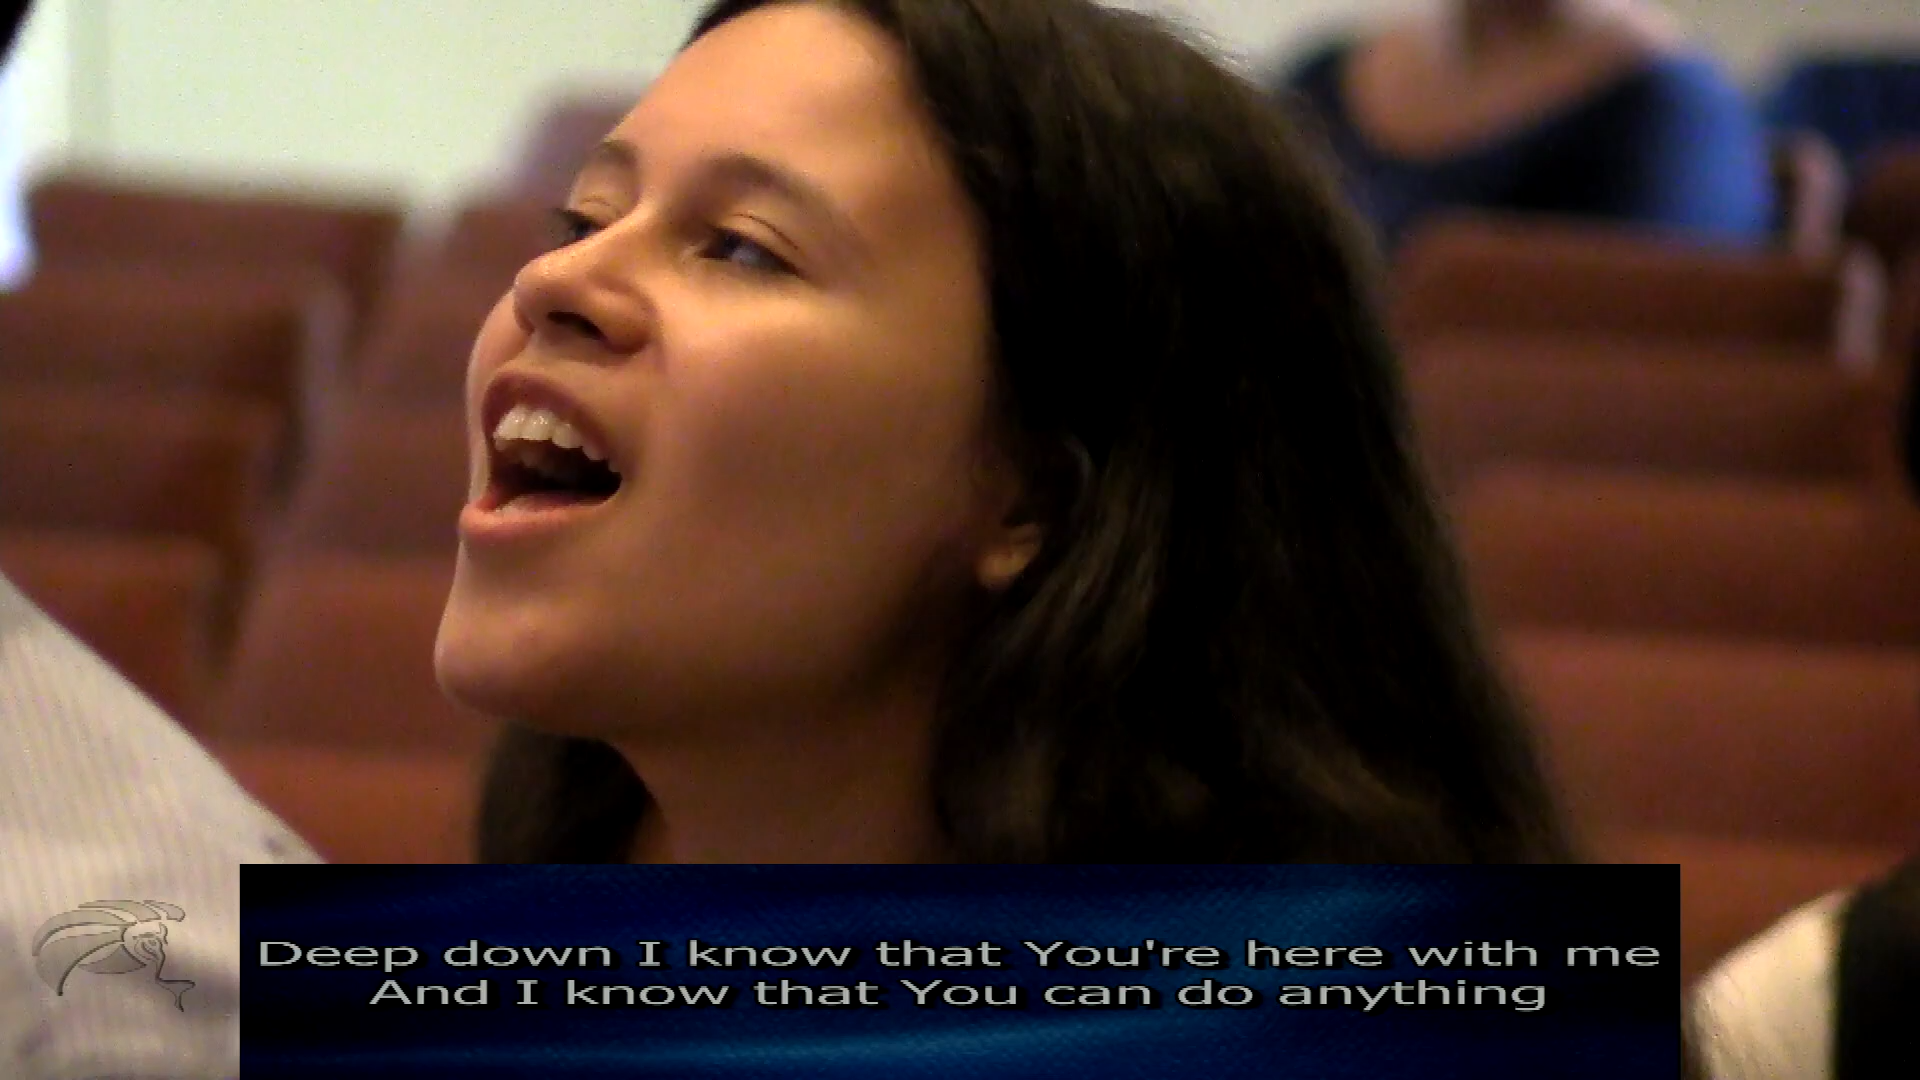 Deep down I know that You're here with me
And I know that You can do anything